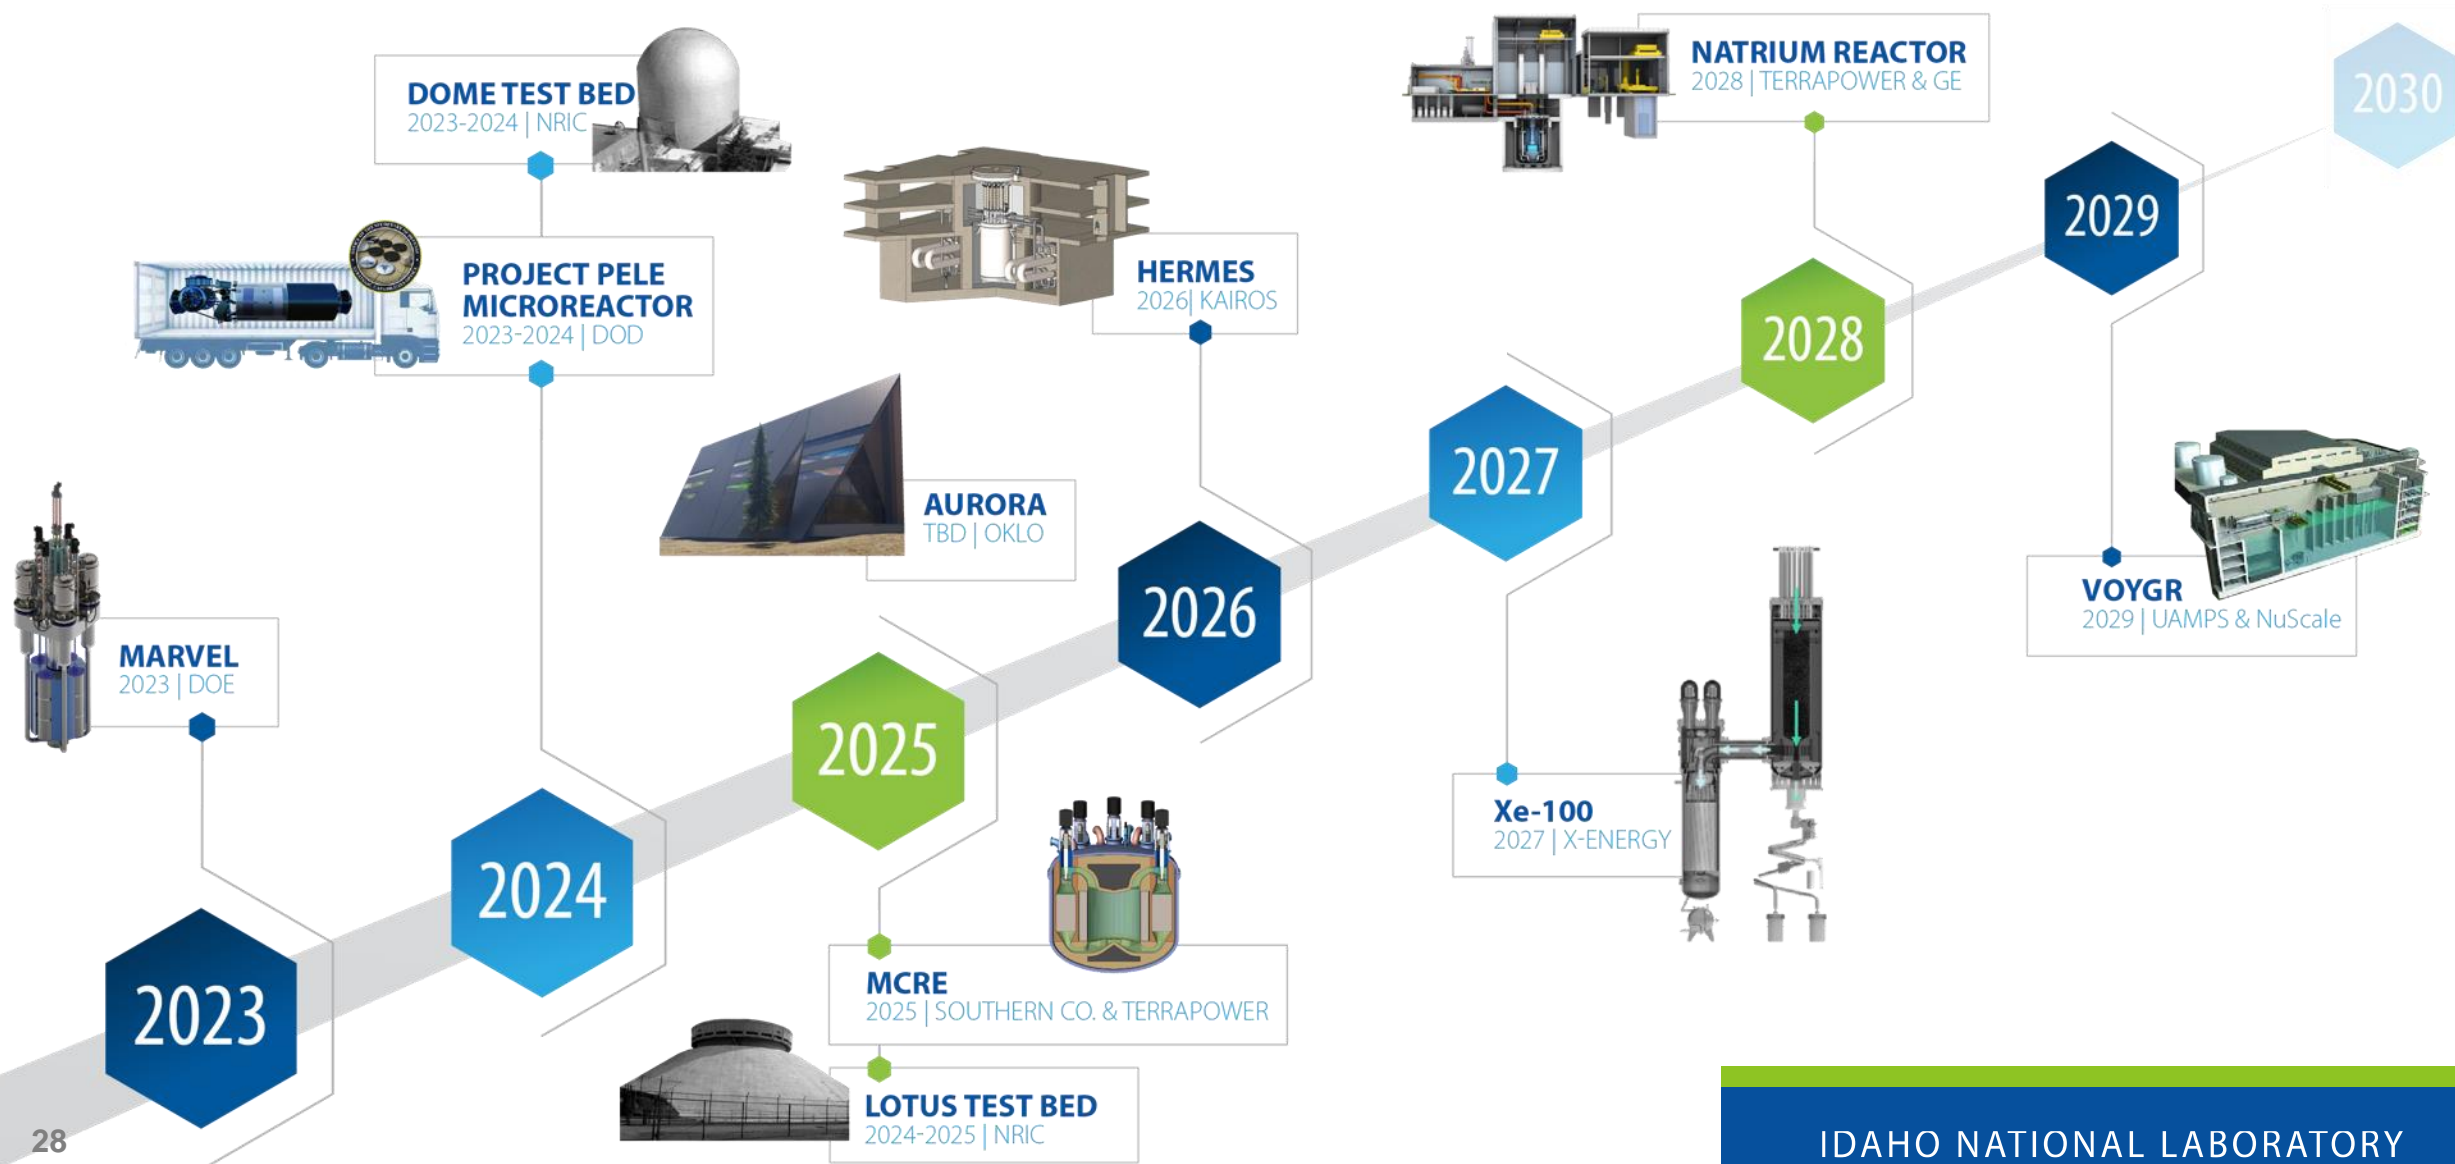 DOME TEST BED
2023-2024 | NRIC
PROJECT PELE
MICROREACTOR
2023-2024 | DOD
MARVEL
2023 | DOE
AURORA
TBD | OKLO
HERMES
2026| KAIROS
NATRIUM REACTOR
2028 | TERRAPOWER & GE
2023
2024
2025
2026
2027
2028
2029
2030
MCRE
2025 | SOUTHERN CO. & TERRAPOWER
LOTUS TEST BED
2024-2025 | NRIC
Xe-100
2027 | X-ENERGY
VOYGR
2029 | UAMPS & NuScale
28
IDAHO NATIONAL LABORATORY